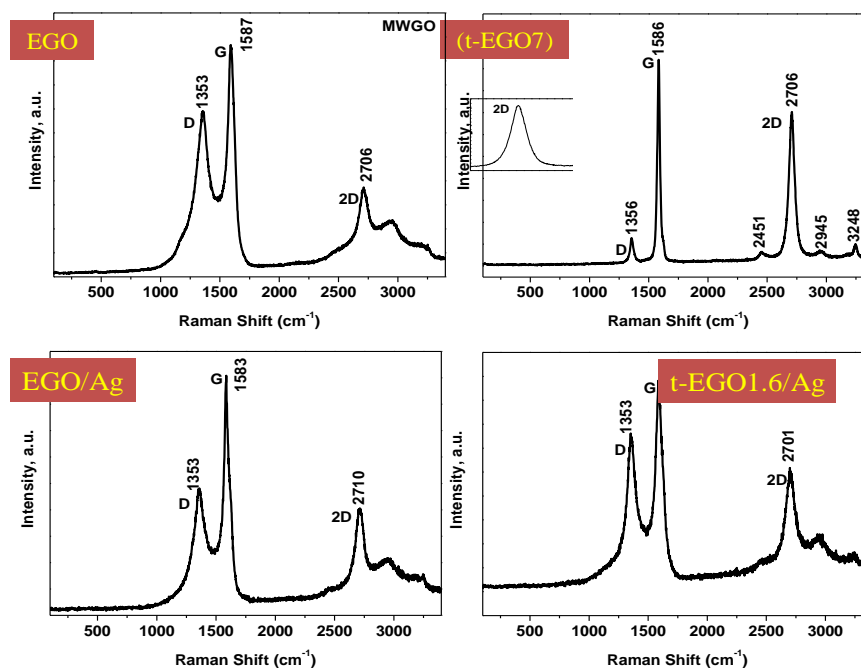 EGO
MWGO
G
1587
1353
D
2706
2D
Intensity, a.u.
500 1000 1500 2000 2500 3000
Raman Shift (cm⁻¹)
(t-EGO7)
G
1586
2D
2706
2D
1356
D
2451
2945
3248
Intensity, a.u.
500 1000 1500 2000 2500 3000
Raman Shift (cm⁻¹)
EGO/Ag
G
1583
1353
D
2710
2D
Intensity, a.u.
500 1000 1500 2000 2500 3000
Raman Shift (cm⁻¹)
t-EGO1.6/Ag
G
1353
D
2701
2D
Intensity, a.u.
500 1000 1500 2000 2500 3000
Raman Shift (cm⁻¹)